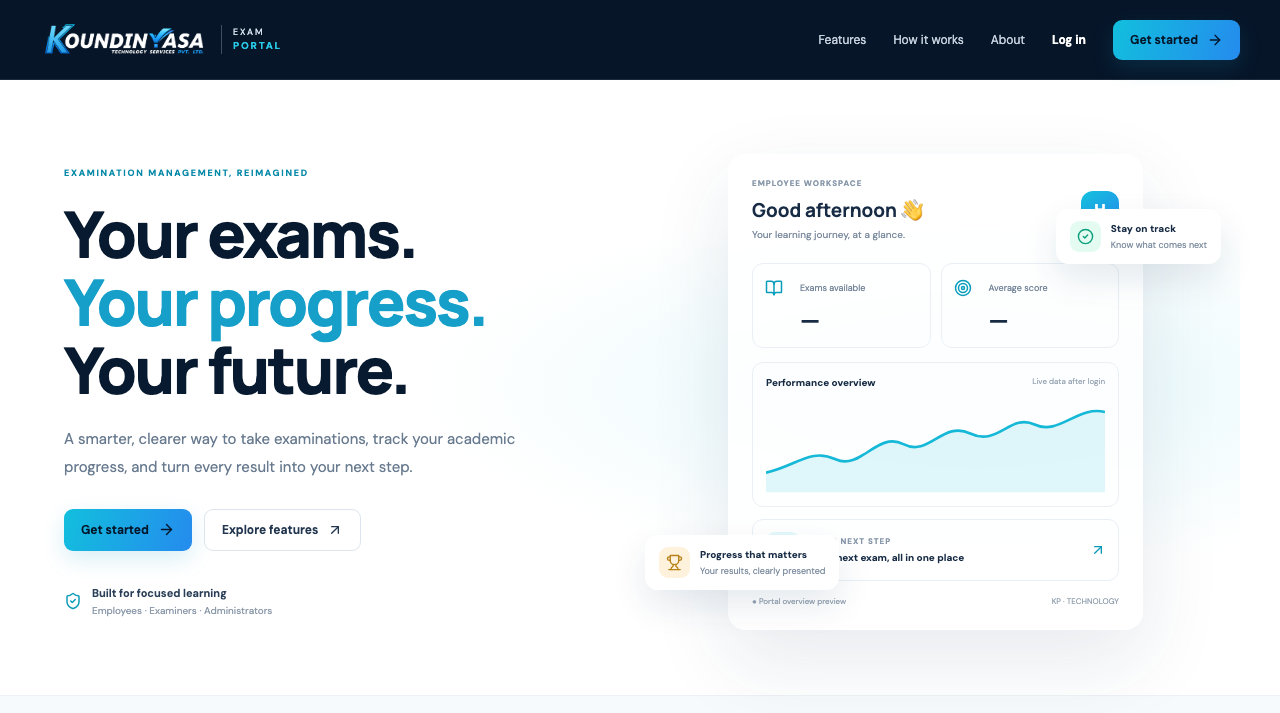 KOUNDINYASA
TECHNOLOGY SERVICES PVT. LTD.
EXAM
PORTAL
Features
How it works
About
Log in
Get started
EXAMINATION MANAGEMENT, REIMAGINED
Your exams.
Your progress.
Your future.
A smarter, clearer way to take examinations, track your academic
progress, and turn every result into your next step.
Get started
Explore features
Built for focused learning
Employees · Examiners · Administrators
EMPLOYEE WORKSPACE
Good afternoon 👋
Your learning journey, at a glance.
Stay on track
Know what comes next
Exams available
—
Average score
—
Performance overview
Live data after login
NEXT STEP
next exam, all in one place
Progress that matters
Your results, clearly presented
● Portal overview preview
KP · TECHNOLOGY